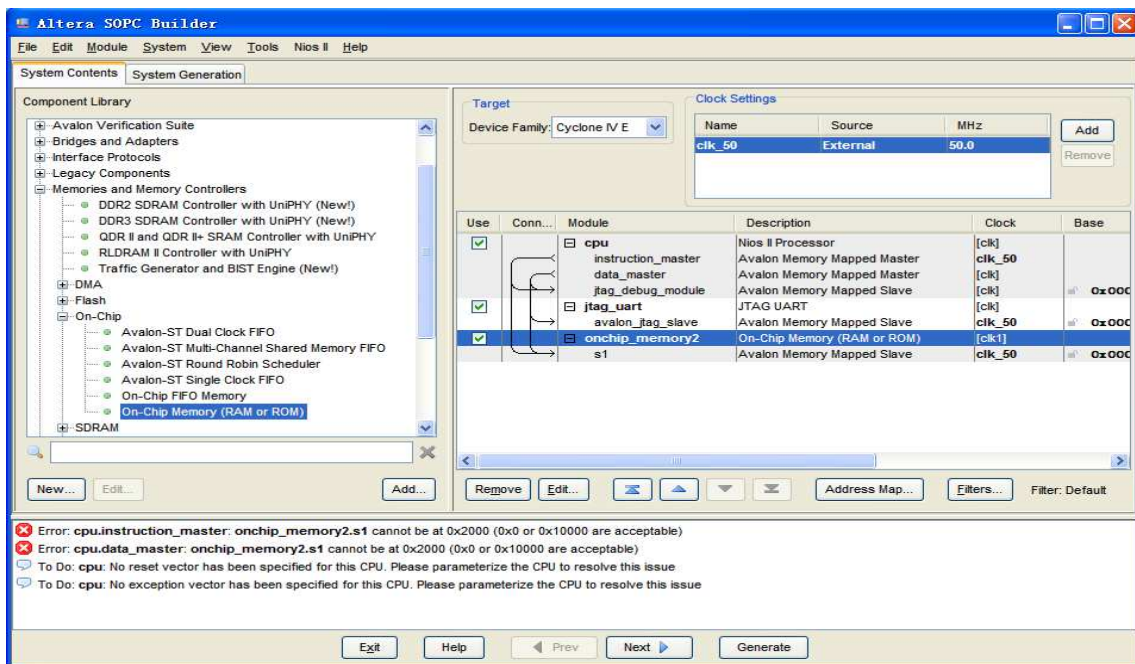 Altera SOPC Builder
File Edit Module System View Tools Nios II Help
System Contents System Generation
Component Library
Avalon Verification Suite
Bridges and Adapters
Interface Protocols
Legacy Components
Memories and Memory Controllers
DDR2 SDRAM Controller with UniPHY (New!)
DDR3 SDRAM Controller with UniPHY (New!)
QDR II and QDR II+ SRAM Controller with UniPHY
RLDRAM II Controller with UniPHY
Traffic Generator and BIST Engine (New!)
DMA
Flash
On-Chip
Avalon-ST Dual Clock FIFO
Avalon-ST Multi-Channel Shared Memory FIFO
Avalon-ST Round Robin Scheduler
Avalon-ST Single Clock FIFO
On-Chip FIFO Memory
On-Chip Memory (RAM or ROM)
SDRAM
New... Edit... Add...
Target
Device Family: Cyclone IV E
Clock Settings
Name Source MHz
clk_50 External 50.0
Add
Remove
Use Conn... Module Description Clock Base
cpu Nios II Processor [clk]
instruction_master Avalon Memory Mapped Master clk_50
data_master Avalon Memory Mapped Master [clk]
jtag_debug_module Avalon Memory Mapped Slave [clk] 0x000
jtag_uart JTAG UART [clk]
avalon_jtag_slave Avalon Memory Mapped Slave clk_50 0x000
onchip_memory2 On-Chip Memory (RAM or ROM) [clk1]
s1 Avalon Memory Mapped Slave clk_50 0x000
Remove Edit... Address Map... Filters... Filter: Default
Error: cpu.instruction_master: onchip_memory2.s1 cannot be at 0x2000 (0x0 or 0x10000 are acceptable)
Error: cpu.data_master: onchip_memory2.s1 cannot be at 0x2000 (0x0 or 0x10000 are acceptable)
To Do: cpu: No reset vector has been specified for this CPU. Please parameterize the CPU to resolve this issue
To Do: cpu: No exception vector has been specified for this CPU. Please parameterize the CPU to resolve this issue
Exit Help Prev Next Generate